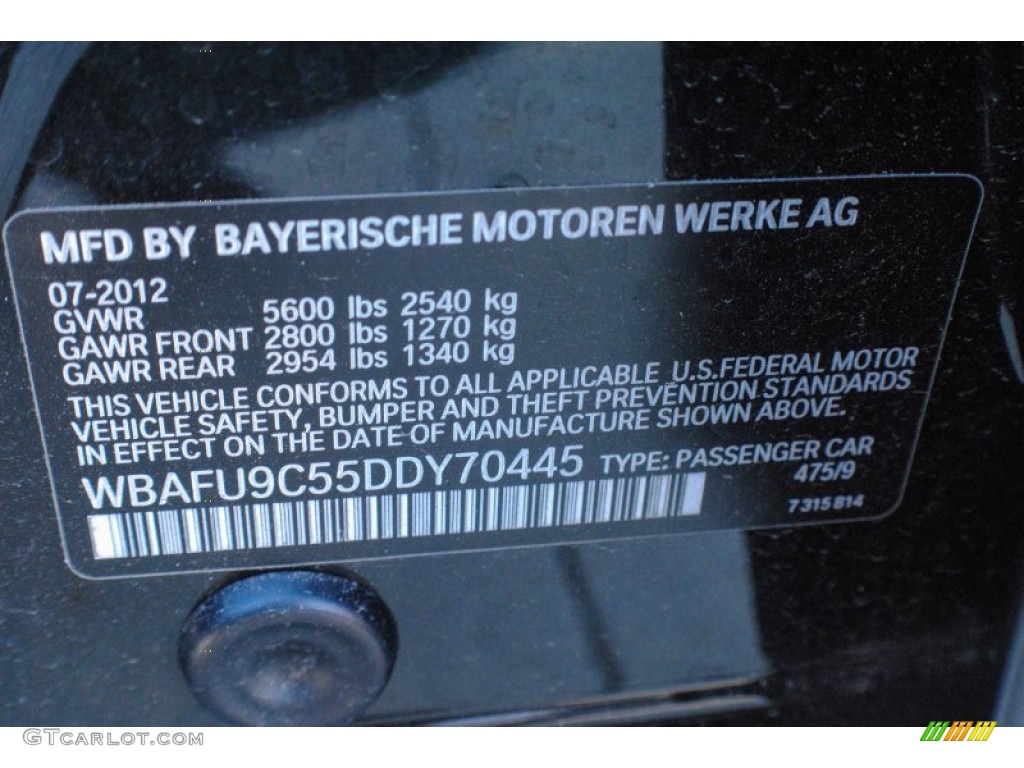 MFD BY BAYERISCHE MOTOREN WERKE AG
07-2012
GVWR 5600 lbs 2540 kg
GAWR FRONT 2800 lbs 1270 kg
GAWR REAR 2954 lbs 1340 kg
THIS VEHICLE CONFORMS TO ALL APPLICABLE U.S.FEDERAL MOTOR
VEHICLE SAFETY, BUMPER AND THEFT PREVENTION STANDARDS
IN EFFECT ON THE DATE OF MANUFACTURE SHOWN ABOVE.
WBAFU9C55DDY70445 TYPE: PASSENGER CAR
475/9
7315814
GTCarLot.com